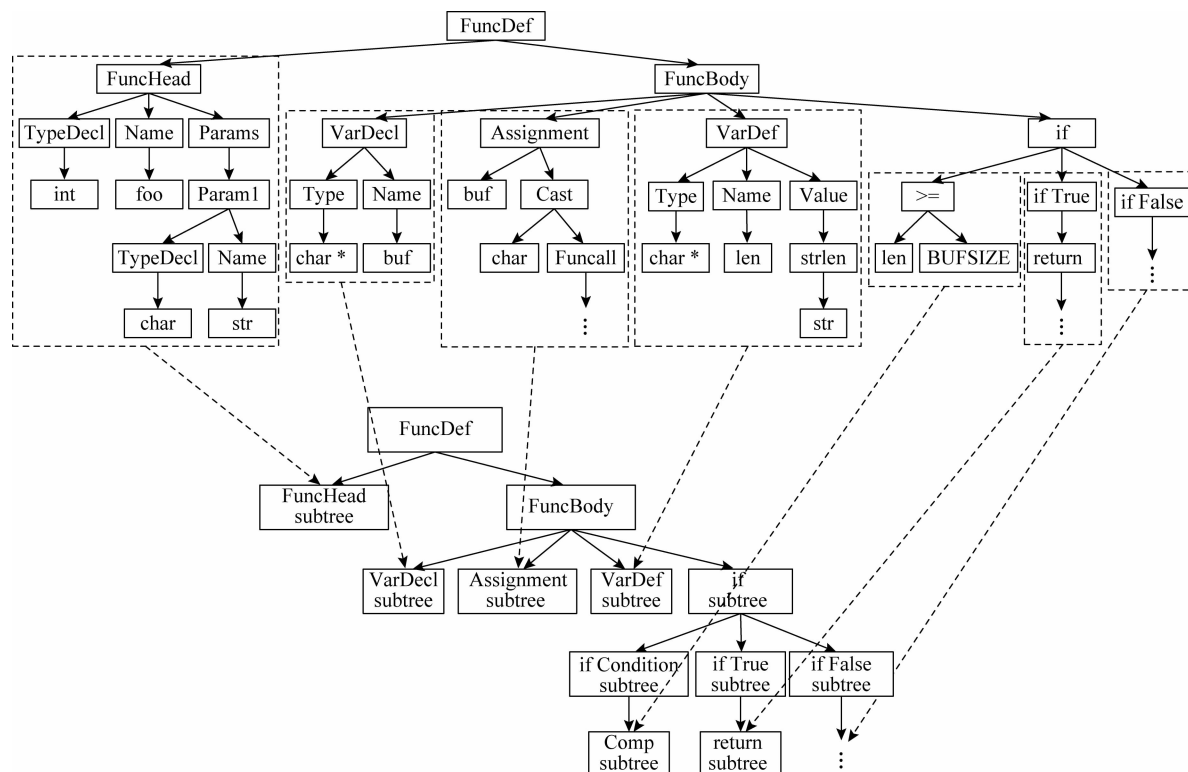 FuncDef
FuncHead
FuncBody
TypeDecl
Name
Params
VarDecl
Assignment
VarDef
if
int
foo
Param1
Type
Name
buf
Cast
Type
Name
Value
>=
if True
if False
TypeDecl
Name
char *
buf
char
Funcall
char *
len
strlen
len
BUFSIZE
return
⋮
char
str
⋮
str
⋮
FuncDef
FuncHead
subtree
FuncBody
VarDecl
subtree
Assignment
subtree
VarDef
subtree
if
subtree
if Condition
subtree
if True
subtree
if False
subtree
Comp
subtree
return
subtree
⋮